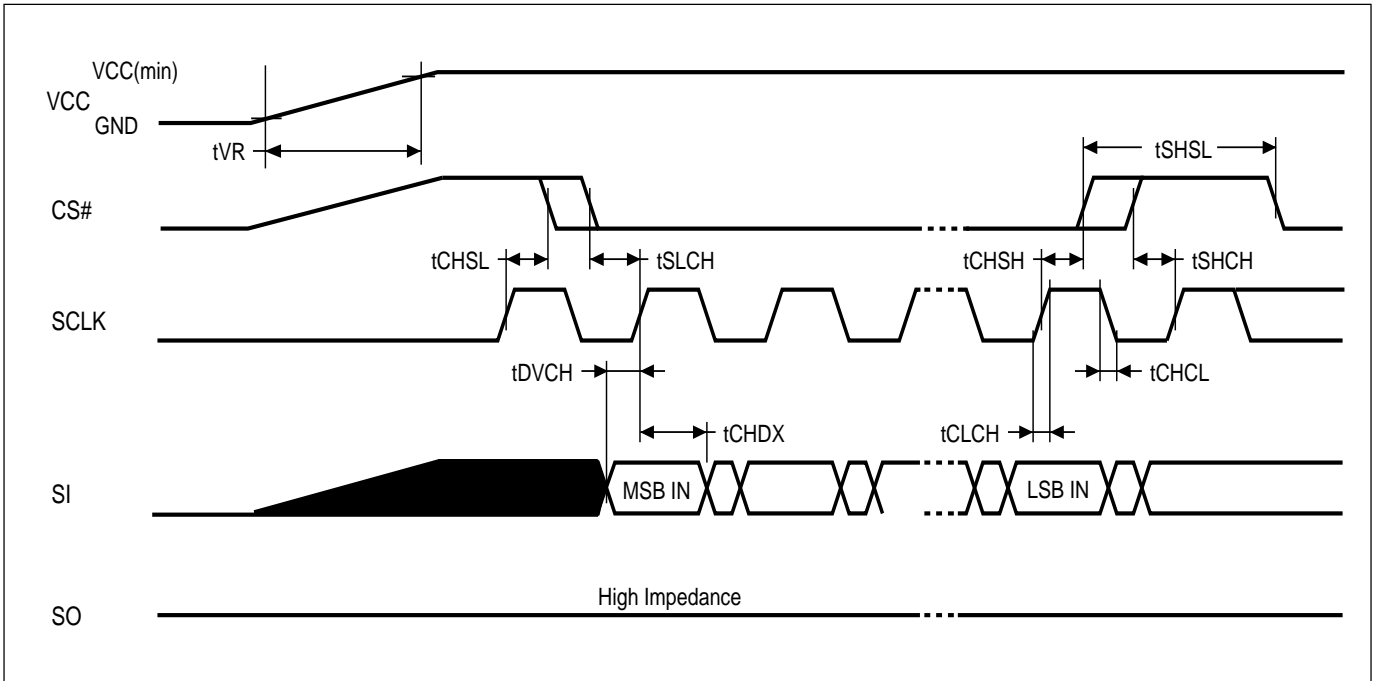 VCC(min)
VCC
GND
tVR
tSHSL
CS#
tCHSL
tSLCH
tCHSH
tSHCH
SCLK
tDVCH
tCHCL
tCHDX
tCLCH
SI
MSB IN
LSB IN
High Impedance
SO